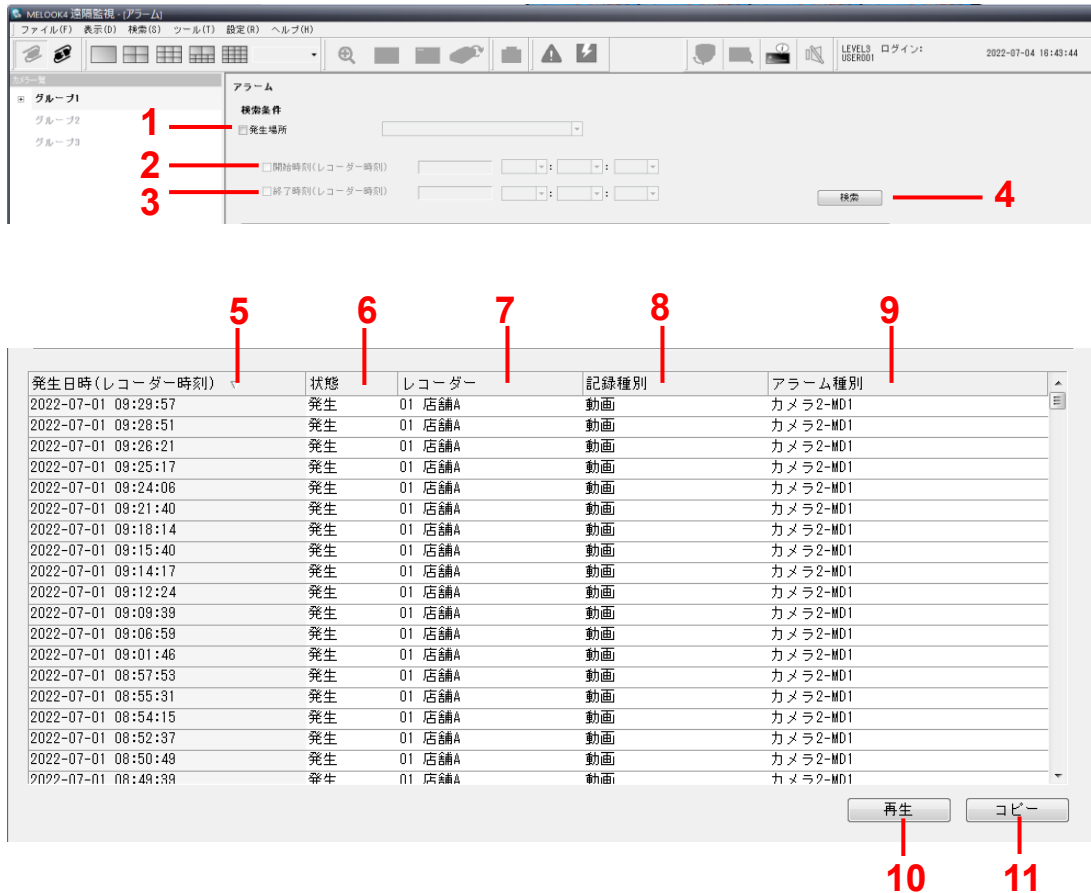 MELOOK4 遠隔監視 - [アラーム]
ファイル(F) 表示(D) 検索(S) ツール(T) 設定(R) ヘルプ(H)
LEVEL3 ログイン:
USER001
2022-07-04 16:43:44
カメラ一覧
グループ1
グループ2
グループ3
アラーム
検索条件
1 発生場所
2 開始時刻(レコーダー時刻) : :
3 終了時刻(レコーダー時刻) : :
検索 4
5 6 7 8 9
発生日時(レコーダー時刻) 状態 レコーダー 記録種別 アラーム種別
2022-07-01 09:29:57 発生 01 店舗A 動画 カメラ2-MD1
2022-07-01 09:28:51 発生 01 店舗A 動画 カメラ2-MD1
2022-07-01 09:26:21 発生 01 店舗A 動画 カメラ2-MD1
2022-07-01 09:25:17 発生 01 店舗A 動画 カメラ2-MD1
2022-07-01 09:24:06 発生 01 店舗A 動画 カメラ2-MD1
2022-07-01 09:21:40 発生 01 店舗A 動画 カメラ2-MD1
2022-07-01 09:18:14 発生 01 店舗A 動画 カメラ2-MD1
2022-07-01 09:15:40 発生 01 店舗A 動画 カメラ2-MD1
2022-07-01 09:14:17 発生 01 店舗A 動画 カメラ2-MD1
2022-07-01 09:12:24 発生 01 店舗A 動画 カメラ2-MD1
2022-07-01 09:09:39 発生 01 店舗A 動画 カメラ2-MD1
2022-07-01 09:06:59 発生 01 店舗A 動画 カメラ2-MD1
2022-07-01 09:01:46 発生 01 店舗A 動画 カメラ2-MD1
2022-07-01 08:57:53 発生 01 店舗A 動画 カメラ2-MD1
2022-07-01 08:55:31 発生 01 店舗A 動画 カメラ2-MD1
2022-07-01 08:54:15 発生 01 店舗A 動画 カメラ2-MD1
2022-07-01 08:52:37 発生 01 店舗A 動画 カメラ2-MD1
2022-07-01 08:50:49 発生 01 店舗A 動画 カメラ2-MD1
2022-07-01 08:49:39 発生 01 店舗A 動画 カメラ2-MD1
再生 コピー
10 11